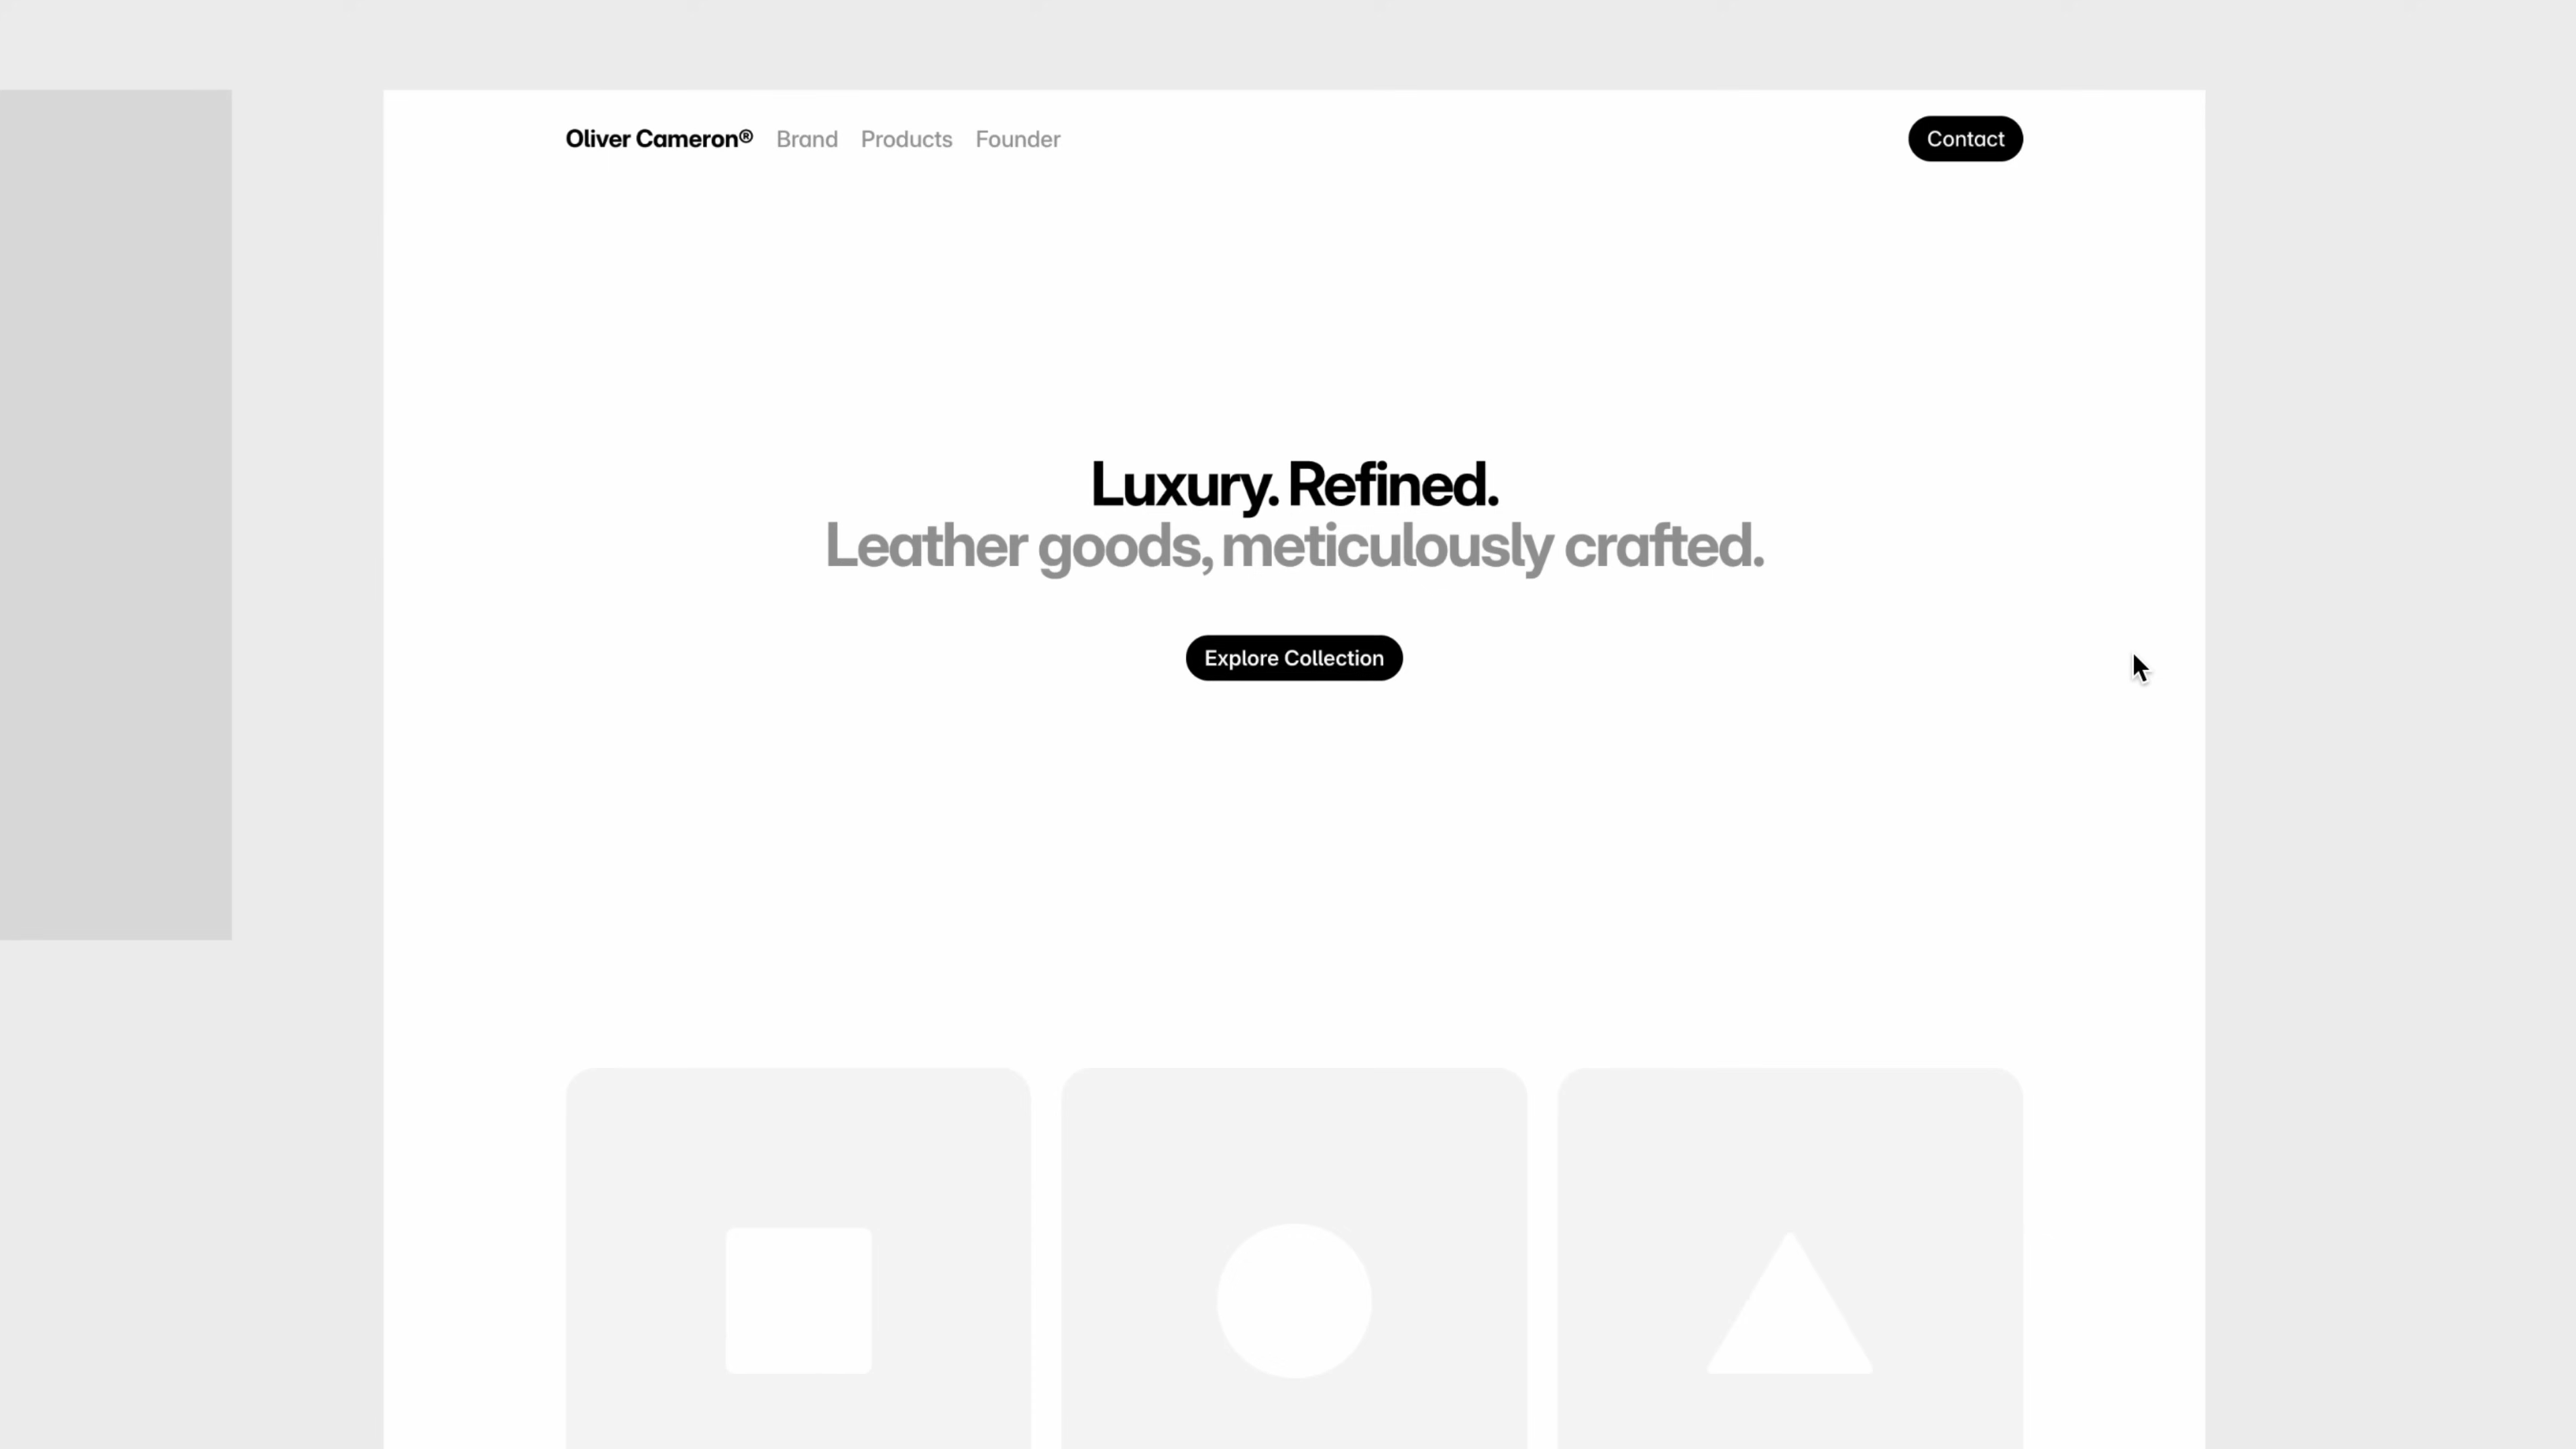 Oliver Cameron® Brand Products Founder Contact
Luxury. Refined.
Leather goods, meticulously crafted.
Explore Collection